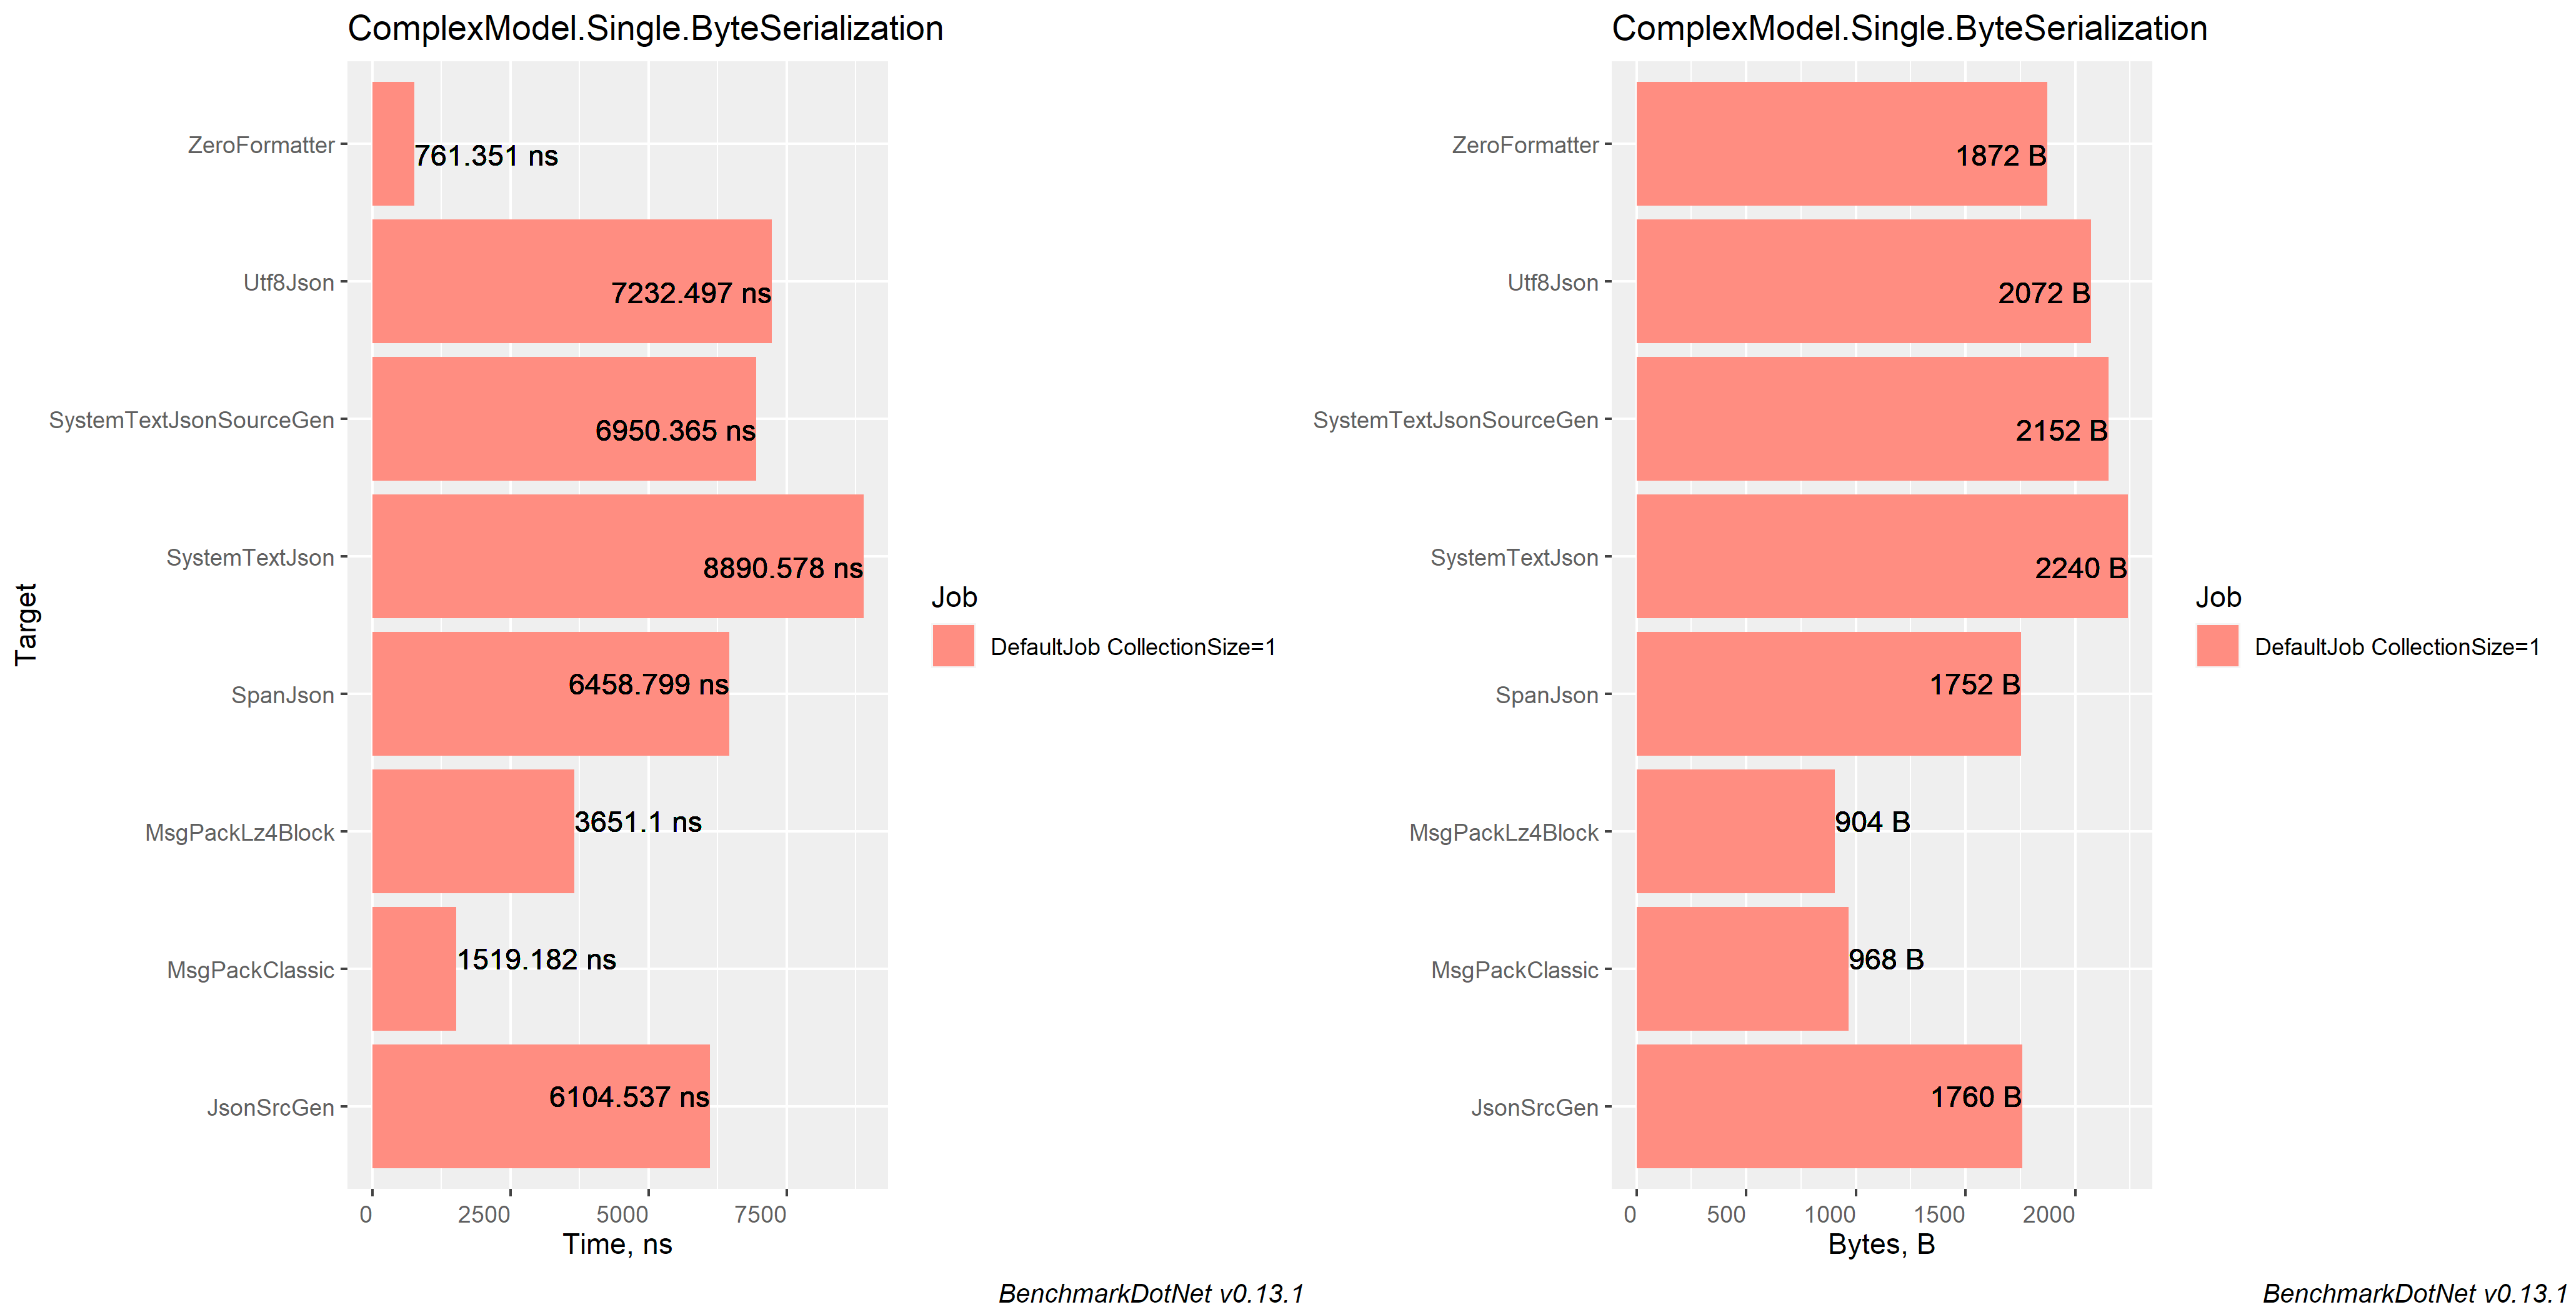 ComplexModel.Single.ByteSerialization
Target
ZeroFormatter
761.351 ns
Utf8Json
7232.497 ns
SystemTextJsonSourceGen
6950.365 ns
SystemTextJson
8890.578 ns
SpanJson
6458.799 ns
MsgPackLz4Block
3651.1 ns
MsgPackClassic
1519.182 ns
JsonSrcGen
6104.537 ns
0 2500 5000 7500
Time, ns
Job
DefaultJob CollectionSize=1
BenchmarkDotNet v0.13.1
ComplexModel.Single.ByteSerialization
ZeroFormatter
1872 B
Utf8Json
2072 B
SystemTextJsonSourceGen
2152 B
SystemTextJson
2240 B
SpanJson
1752 B
MsgPackLz4Block
904 B
MsgPackClassic
968 B
JsonSrcGen
1760 B
0 500 1000 1500 2000
Bytes, B
Job
DefaultJob CollectionSize=1
BenchmarkDotNet v0.13.1